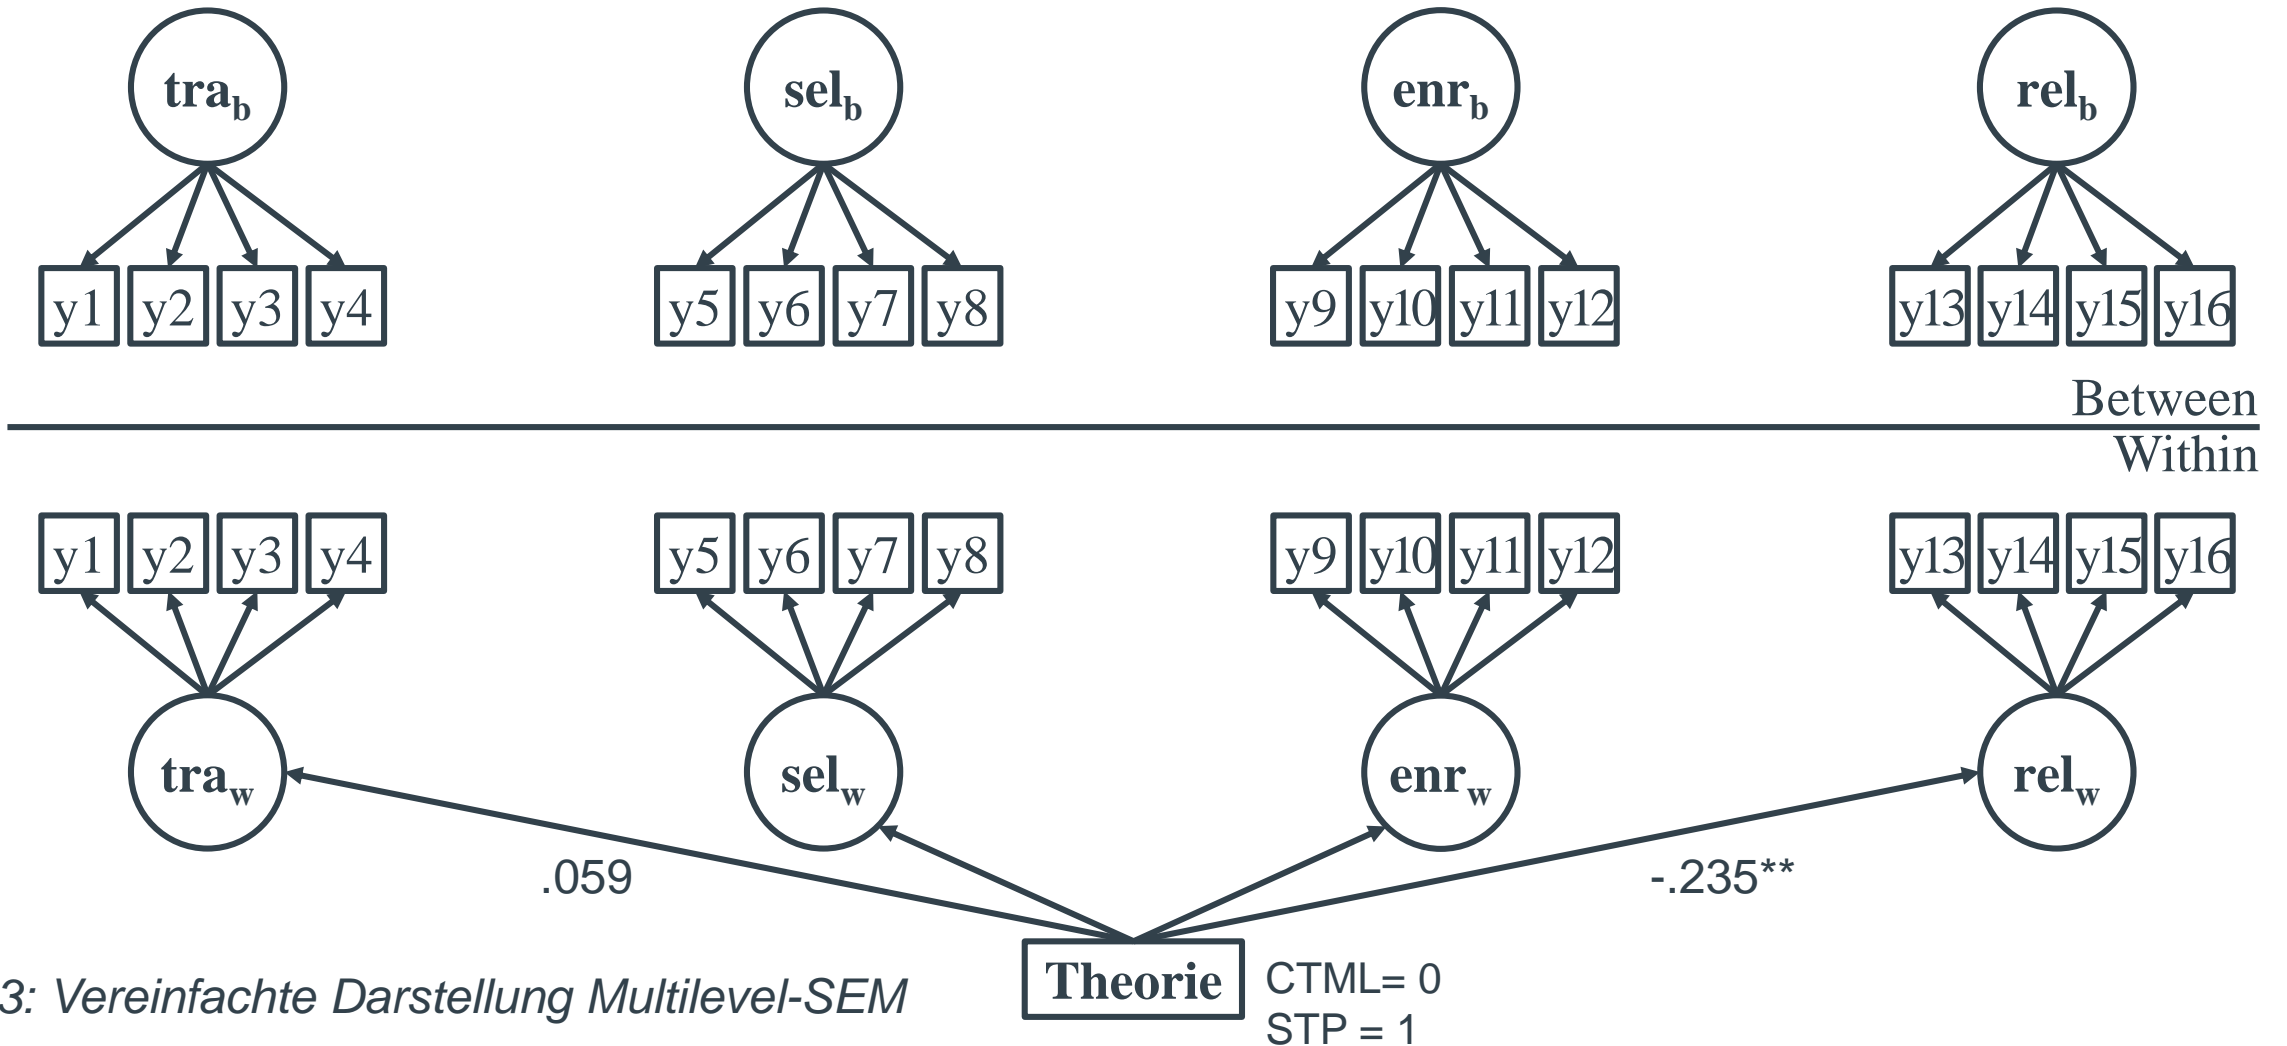 tra_b sel_b enr_b rel_b
y1 y2 y3 y4 y5 y6 y7 y8 y9 y10 y11 y12 y13 y14 y15 y16
Between
Within
y1 y2 y3 y4 y5 y6 y7 y8 y9 y10 y11 y12 y13 y14 y15 y16
tra_w sel_w enr_w rel_w
.059 -.235**
Theorie
CTML= 0
STP = 1
3: Vereinfachte Darstellung Multilevel-SEM